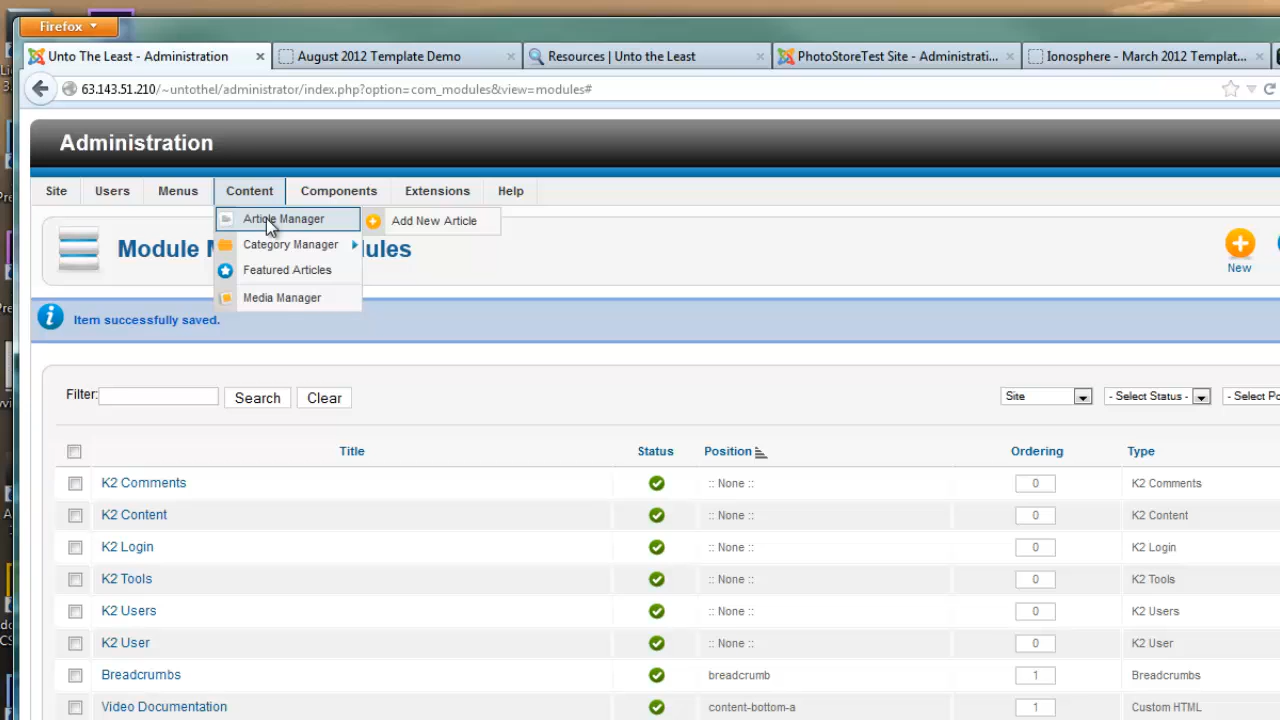 Firefox
Unto The Least - Administration
August 2012 Template Demo
Resources | Unto the Least
PhotoStoreTest Site - Administrati...
Ionosphere - March 2012 Templat...
63.143.51.210/~untothel/administrator/index.php?option=com_modules&view=modules#
Administration
Site Users Menus Content Components Extensions Help
Article Manager
Add New Article
Category Manager
Featured Articles
Media Manager
Module
New
Item successfully saved.
Filter: Search Clear
Site
- Select Status -
- Select Po
Title Status Position Ordering Type
K2 Comments :: None :: 0 K2 Comments
K2 Content :: None :: 0 K2 Content
K2 Login :: None :: 0 K2 Login
K2 Tools :: None :: 0 K2 Tools
K2 Users :: None :: 0 K2 Users
K2 User :: None :: 0 K2 User
Breadcrumbs breadcrumb 1 Breadcrumbs
Video Documentation content-bottom-a 1 Custom HTML